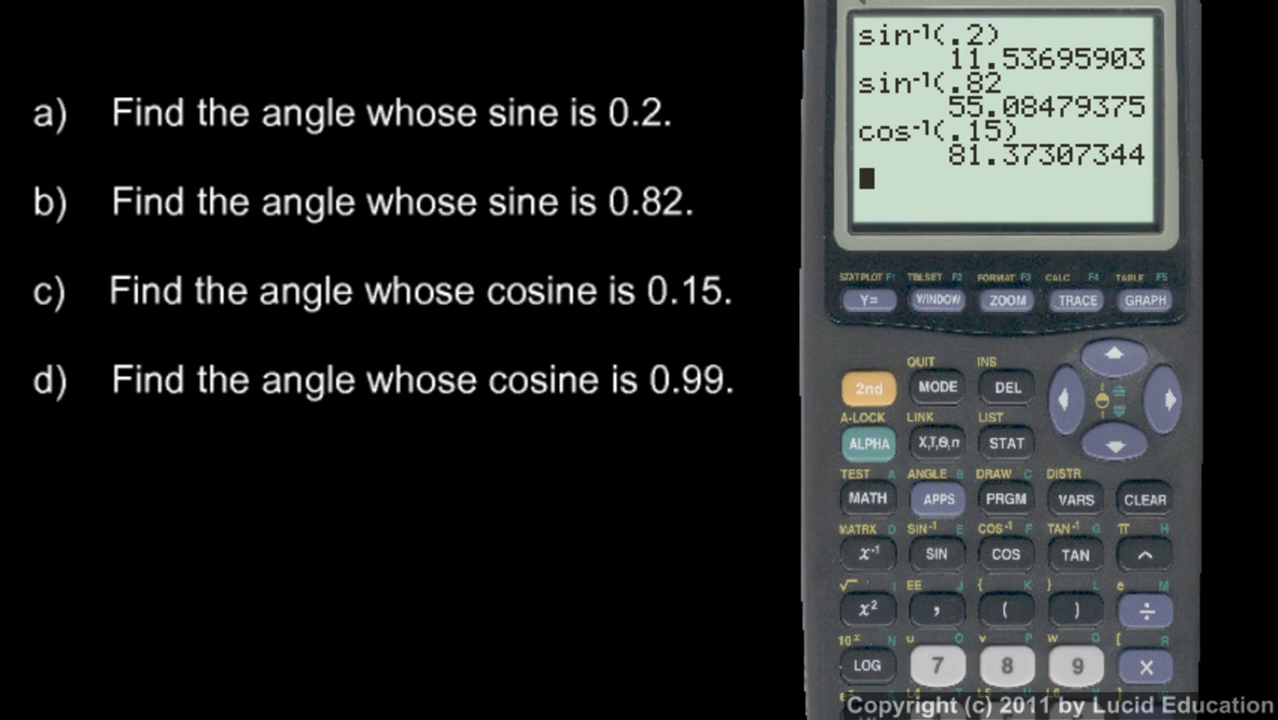 a) Find the angle whose sine is 0.2.
b) Find the angle whose sine is 0.82.
c) Find the angle whose cosine is 0.15.
d) Find the angle whose cosine is 0.99.
sin⁻¹(.2)
11.53695903
sin⁻¹(.82
55.08479375
cos⁻¹(.15)
81.37307344
STATPLOT F1 TBLSET F2 FORMAT F3 CALC F4 TABLE F5
Y= WINDOW ZOOM TRACE GRAPH
QUIT INS
2nd MODE DEL
A-LOCK LINK LIST
ALPHA X,T,θ,n STAT
TEST A ANGLE B DRAW C DISTR
MATH APPS PRGM VARS CLEAR
MATRX D SIN⁻¹ E COS⁻¹ F TAN⁻¹ G π H
x⁻¹ SIN COS TAN ^
√ I EE J { K } L e M
x² , ( ) ÷
10ˣ N u O v P w Q [ R
LOG 7 8 9 ×
Copyright (c) 2011 by Lucid Education